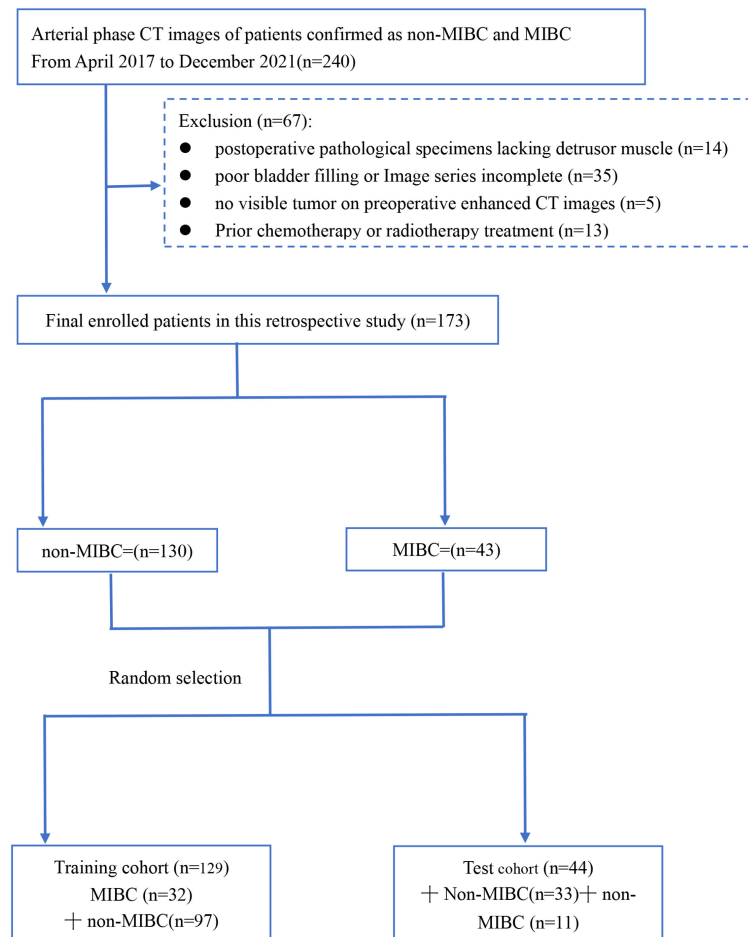 Arterial phase CT images of patients confirmed as non-MIBC and MIBC
From April 2017 to December 2021(n=240)
Exclusion (n=67):
● postoperative pathological specimens lacking detrusor muscle (n=14)
● poor bladder filling or Image series incomplete (n=35)
● no visible tumor on preoperative enhanced CT images (n=5)
● Prior chemotherapy or radiotherapy treatment (n=13)
Final enrolled patients in this retrospective study (n=173)
non-MIBC=(n=130)
MIBC=(n=43)
Random selection
Training cohort (n=129)
MIBC (n=32)
+ non-MIBC(n=97)
Test cohort (n=44)
+ Non-MIBC(n=33)+ non-
MIBC (n=11)